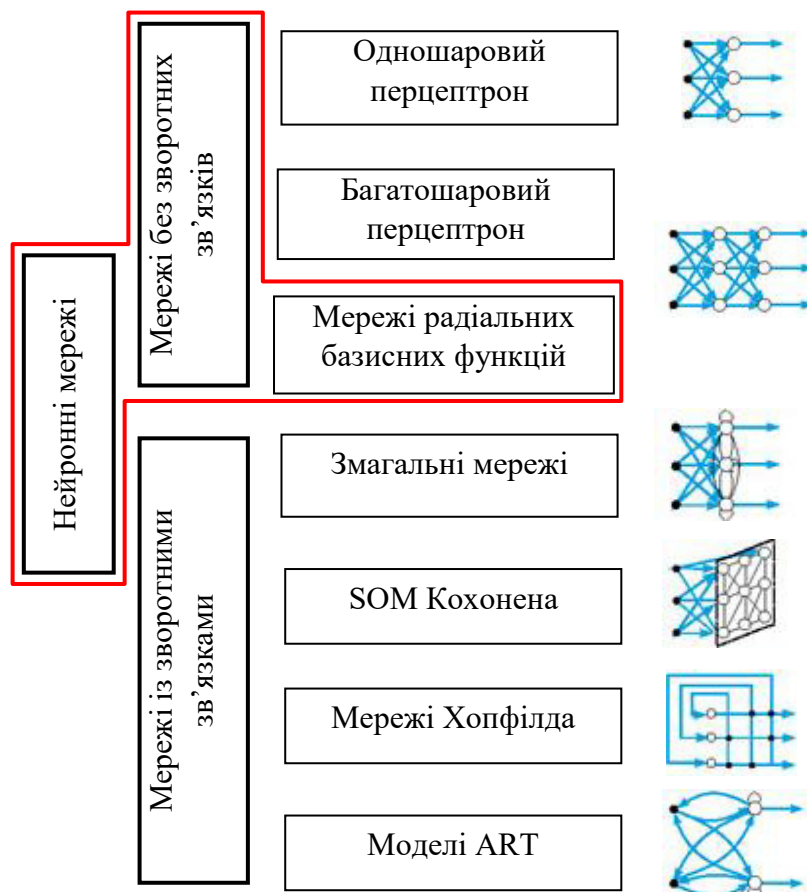 Нейронні мережі
Мережі без зворотних
зв’язків
Одношаровий
перцептрон
Багатошаровий
перцептрон
Мережі радіальних
базисних функцій
Мережі із зворотними
зв’язками
Змагальні мережі
SOM Кохонена
Мережі Хопфілда
Моделі ART